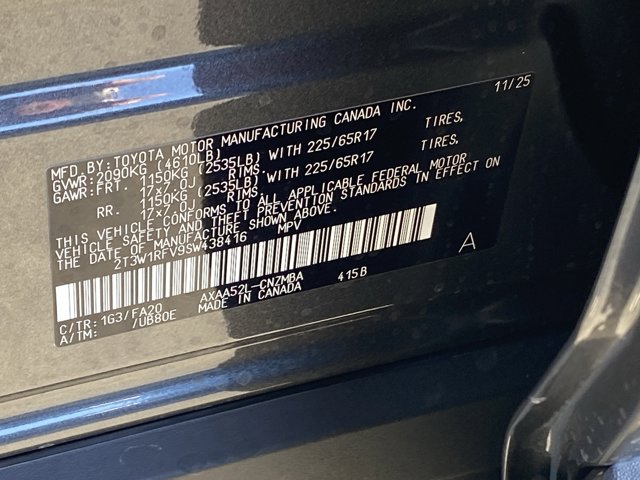 11/25
MFD.BY:TOYOTA MOTOR MANUFACTURING CANADA INC.
GVWR:2090KG (4610LB)
GAWR:FRT. 1150KG (2535LB) WITH 225/65R17 TIRES,
17x7.0J RIMS,
RR. 1150KG (2535LB) WITH 225/65R17 TIRES,
17x7.0J RIMS,
THIS VEHICLE CONFORMS TO ALL APPLICABLE FEDERAL MOTOR
VEHICLE SAFETY AND THEFT PREVENTION STANDARDS IN EFFECT ON
THE DATE OF MANUFACTURE SHOWN ABOVE.
2T3W1RFV9SW438416 MPV
A
C/TR: 1G3/FA20 AXAA52L-CNZMBA 415B
A/TM: /UB80E MADE IN CANADA